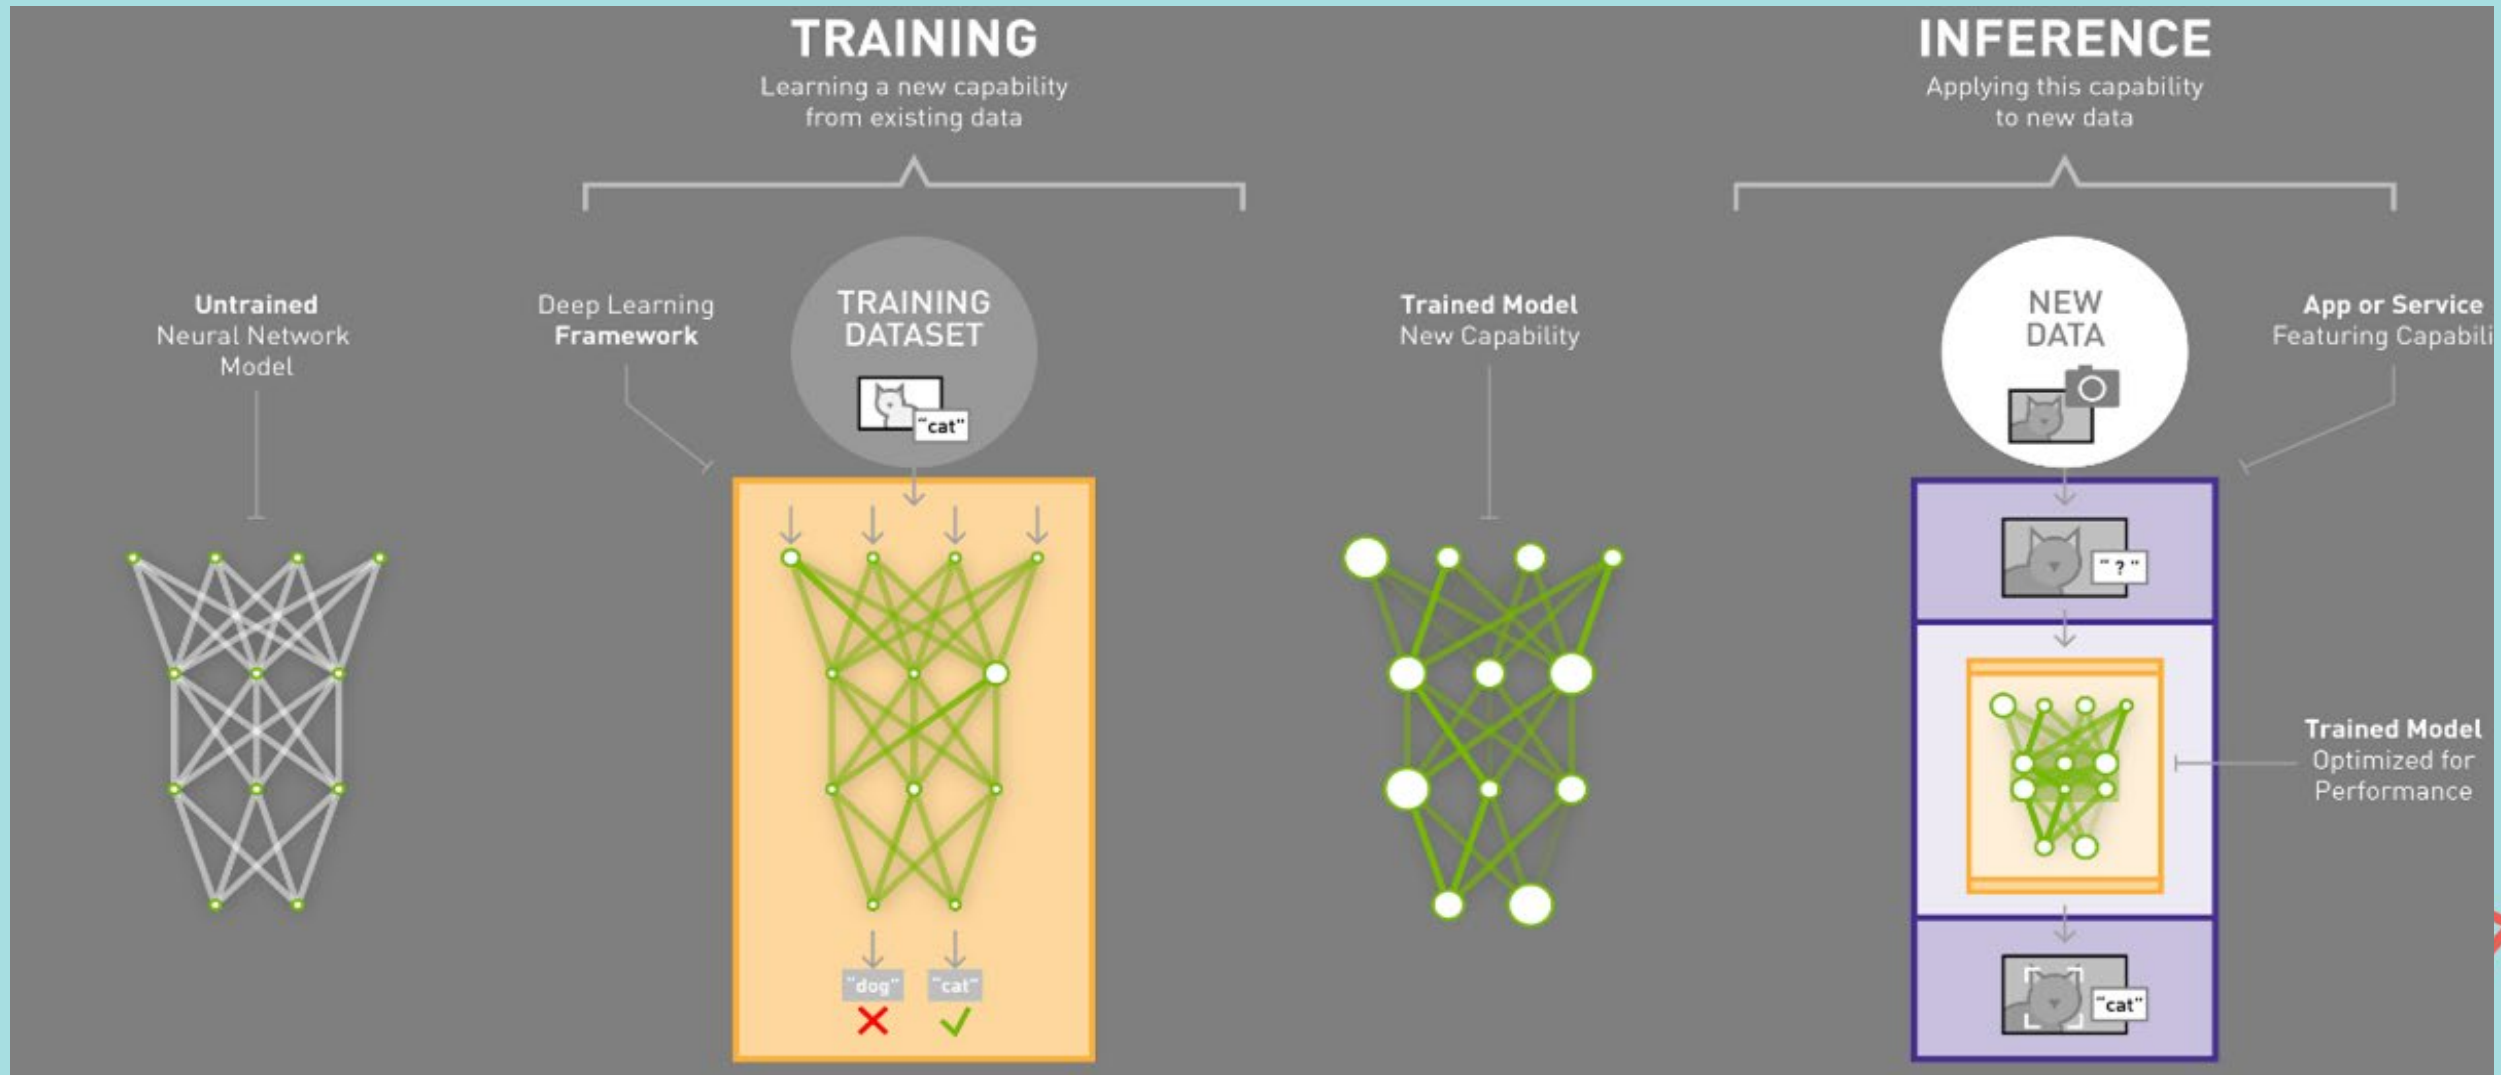 TRAINING
Learning a new capability
from existing data
INFERENCE
Applying this capability
to new data
Untrained
Neural Network
Model
Deep Learning
Framework
TRAINING
DATASET
"cat"
Trained Model
New Capability
NEW
DATA
App or Service
Featuring Capabili
"?"
Trained Model
Optimized for
Performance
"dog"
"cat"
"cat"